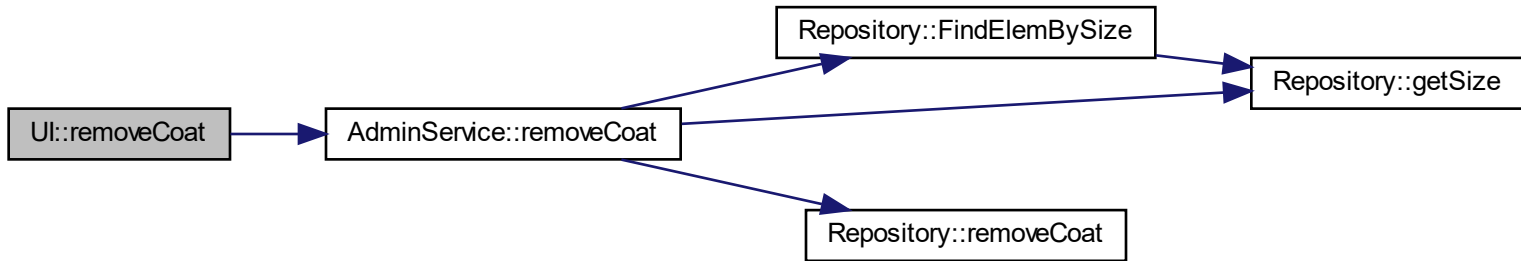 UI::removeCoat
AdminService::removeCoat
Repository::FindElemBySize
Repository::getSize
Repository::removeCoat